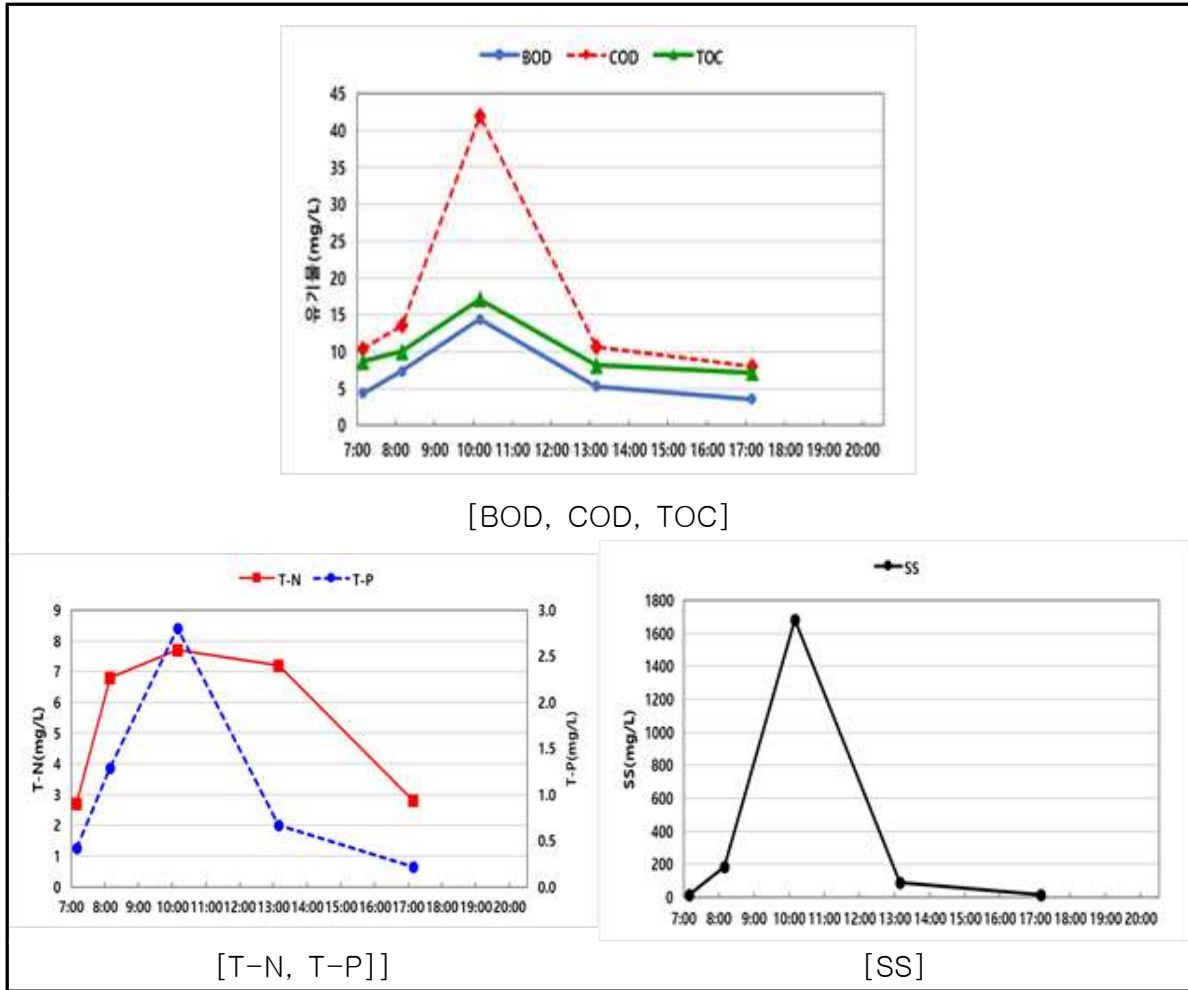 BOD COD TOC
유기물(mg/L)
45
40
35
30
25
20
15
10
5
0
7:00 8:00 9:00 10:00 11:00 12:00 13:00 14:00 15:00 16:00 17:00 18:00 19:00 20:00
[BOD, COD, TOC]
T-N T-P
T-N(mg/L)
9
8
7
6
5
4
3
2
1
0
3.0
2.5
2.0
1.5
1.0
0.5
0.0
T-P(mg/L)
7:00 8:00 9:00 10:00 11:00 12:00 13:00 14:00 15:00 16:00 17:00 18:00 19:00 20:00
[T-N, T-P]]
SS
SS(mg/L)
1800
1600
1400
1200
1000
800
600
400
200
0
7:00 8:00 9:00 10:00 11:00 12:00 13:00 14:00 15:00 16:00 17:00 18:00 19:00 20:00
[SS]